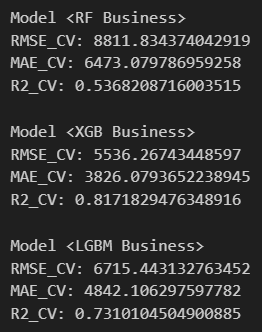 Model <RF Business>
RMSE_CV: 8811.834374042919
MAE_CV: 6473.079786959258
R2_CV: 0.5368208716003515
Model <XGB Business>
RMSE_CV: 5536.26743448597
MAE_CV: 3826.0793652238945
R2_CV: 0.8171829476348916
Model <LGBM Business>
RMSE_CV: 6715.443132763452
MAE_CV: 4842.106297597782
R2_CV: 0.7310104504900885